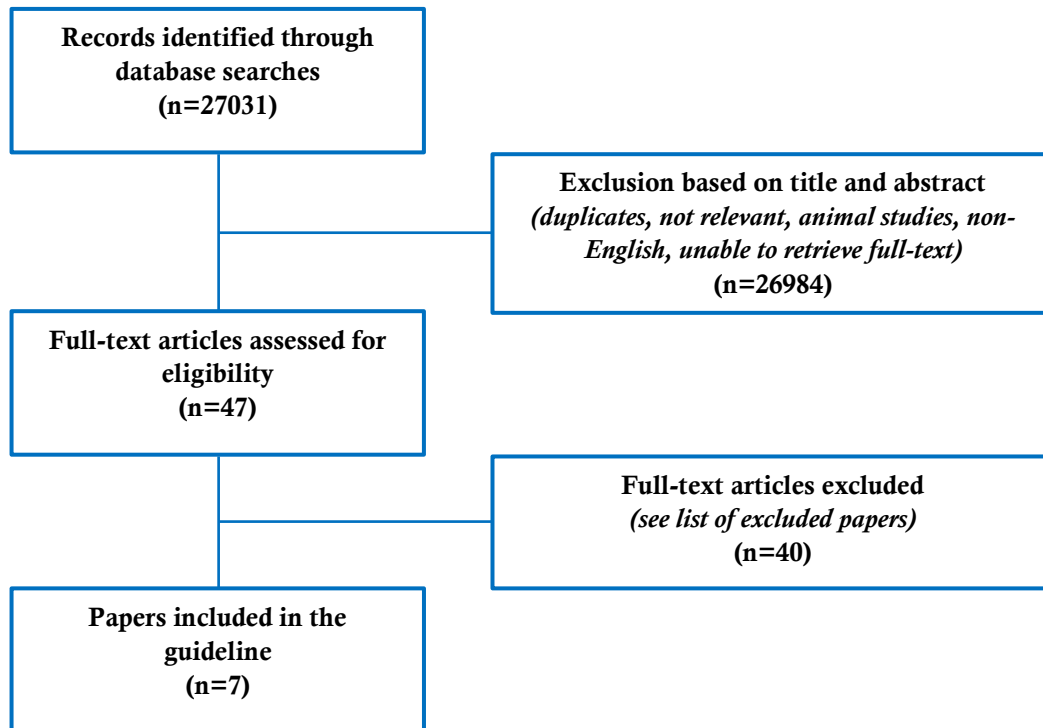 Records identified through
database searches
(n=27031)
Exclusion based on title and abstract
(duplicates, not relevant, animal studies, non-
English, unable to retrieve full-text)
(n=26984)
Full-text articles assessed for
eligibility
(n=47)
Full-text articles excluded
(see list of excluded papers)
(n=40)
Papers included in the
guideline
(n=7)